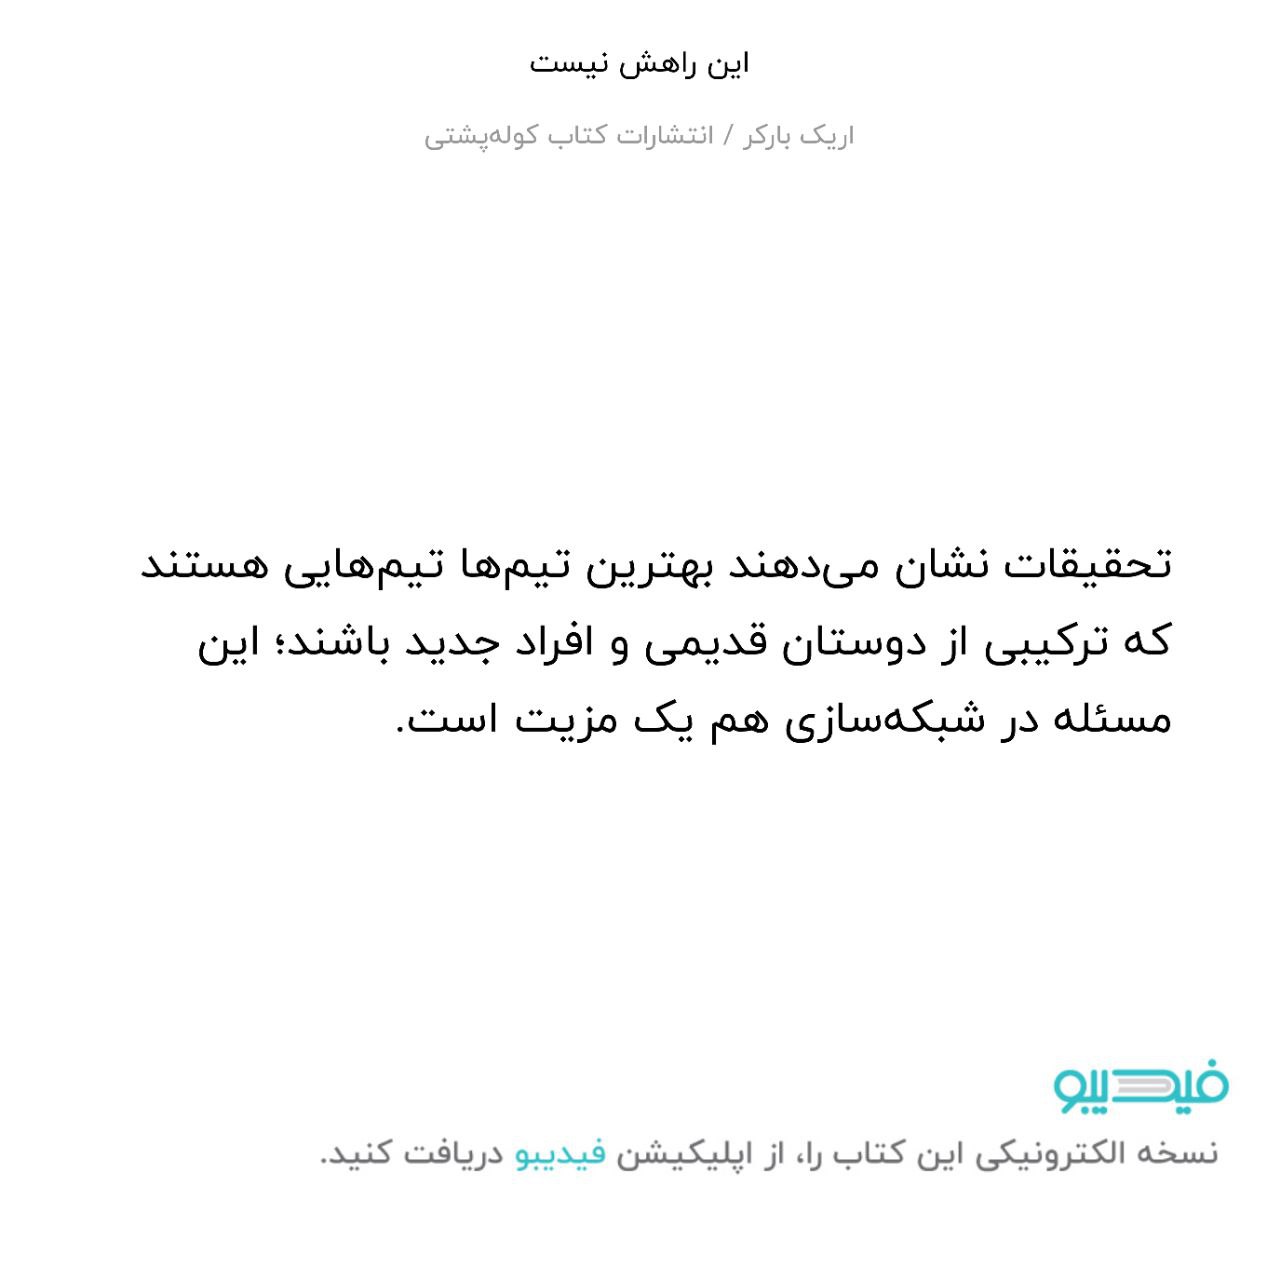 این راهش نیست
اریک بارکر / انتشارات کتاب کوله‌پشتی
تحقیقات نشان می‌دهند بهترین تیم‌ها تیم‌هایی هستند
که ترکیبی از دوستان قدیمی و افراد جدید باشند؛ این
مسئله در شبکه‌سازی هم یک مزیت است.
فیدیبو
نسخه الکترونیکی این کتاب را، از اپلیکیشن فیدیبو دریافت کنید.